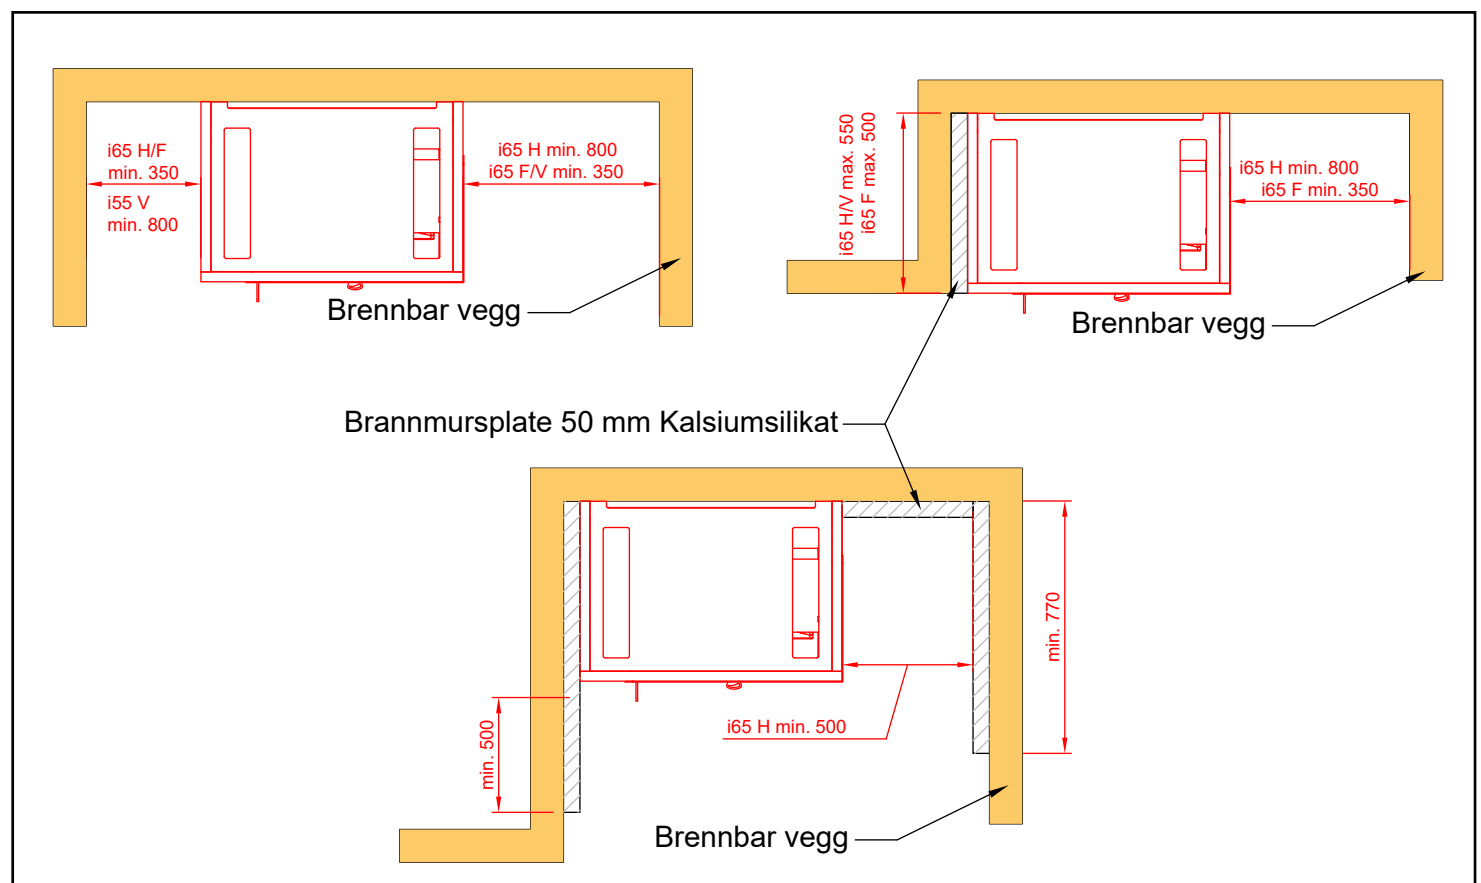 i65 H/F
min. 350
i55 V
min. 800
i65 H min. 800
i65 F/V min. 350
Brennbar vegg
i65 H/V max. 550
i65 F max. 500
i65 H min. 800
i65 F min. 350
Brennbar vegg
Brannmursplate 50 mm Kalsiumsilikat
min. 500
i65 H min. 500
min. 770
Brennbar vegg